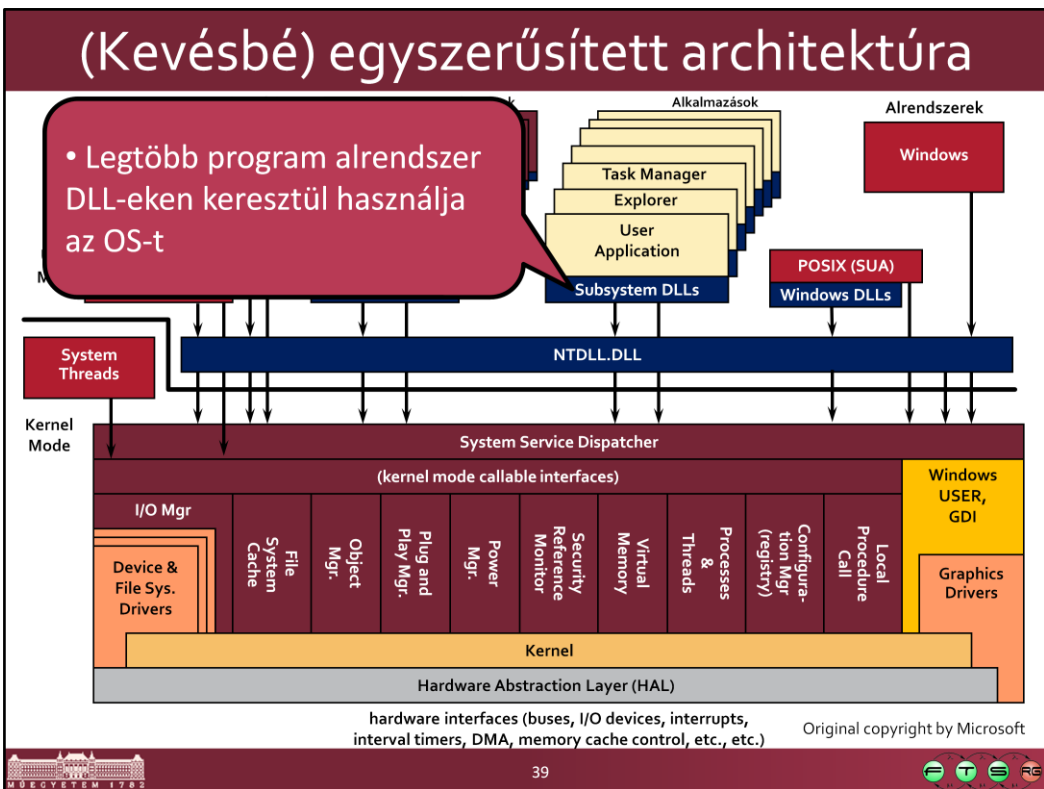 (Kevésbé) egyszerűsített architektúra
k
Alkalmazások
Alrendszerek
• Legtöbb program alrendszer
DLL-eken keresztül használja
az OS-t
Task Manager
Explorer
User
Application
Subsystem DLLs
Windows
POSIX (SUA)
Windows DLLs
M
System
Threads
NTDLL.DLL
Kernel
Mode
System Service Dispatcher
(kernel mode callable interfaces)
I/O Mgr
Device &
File Sys.
Drivers
File
System
Cache
Object
Mgr.
Plug and
Play Mgr.
Power
Mgr.
Security
Reference
Monitor
Virtual
Memory
Processes
&
Threads
Configura-
tion Mgr
(registry)
Local
Procedure
Call
Windows
USER,
GDI
Graphics
Drivers
Kernel
Hardware Abstraction Layer (HAL)
hardware interfaces (buses, I/O devices, interrupts,
interval timers, DMA, memory cache control, etc., etc.)
Original copyright by Microsoft
MŰEGYETEM 1782
39
F T S RG